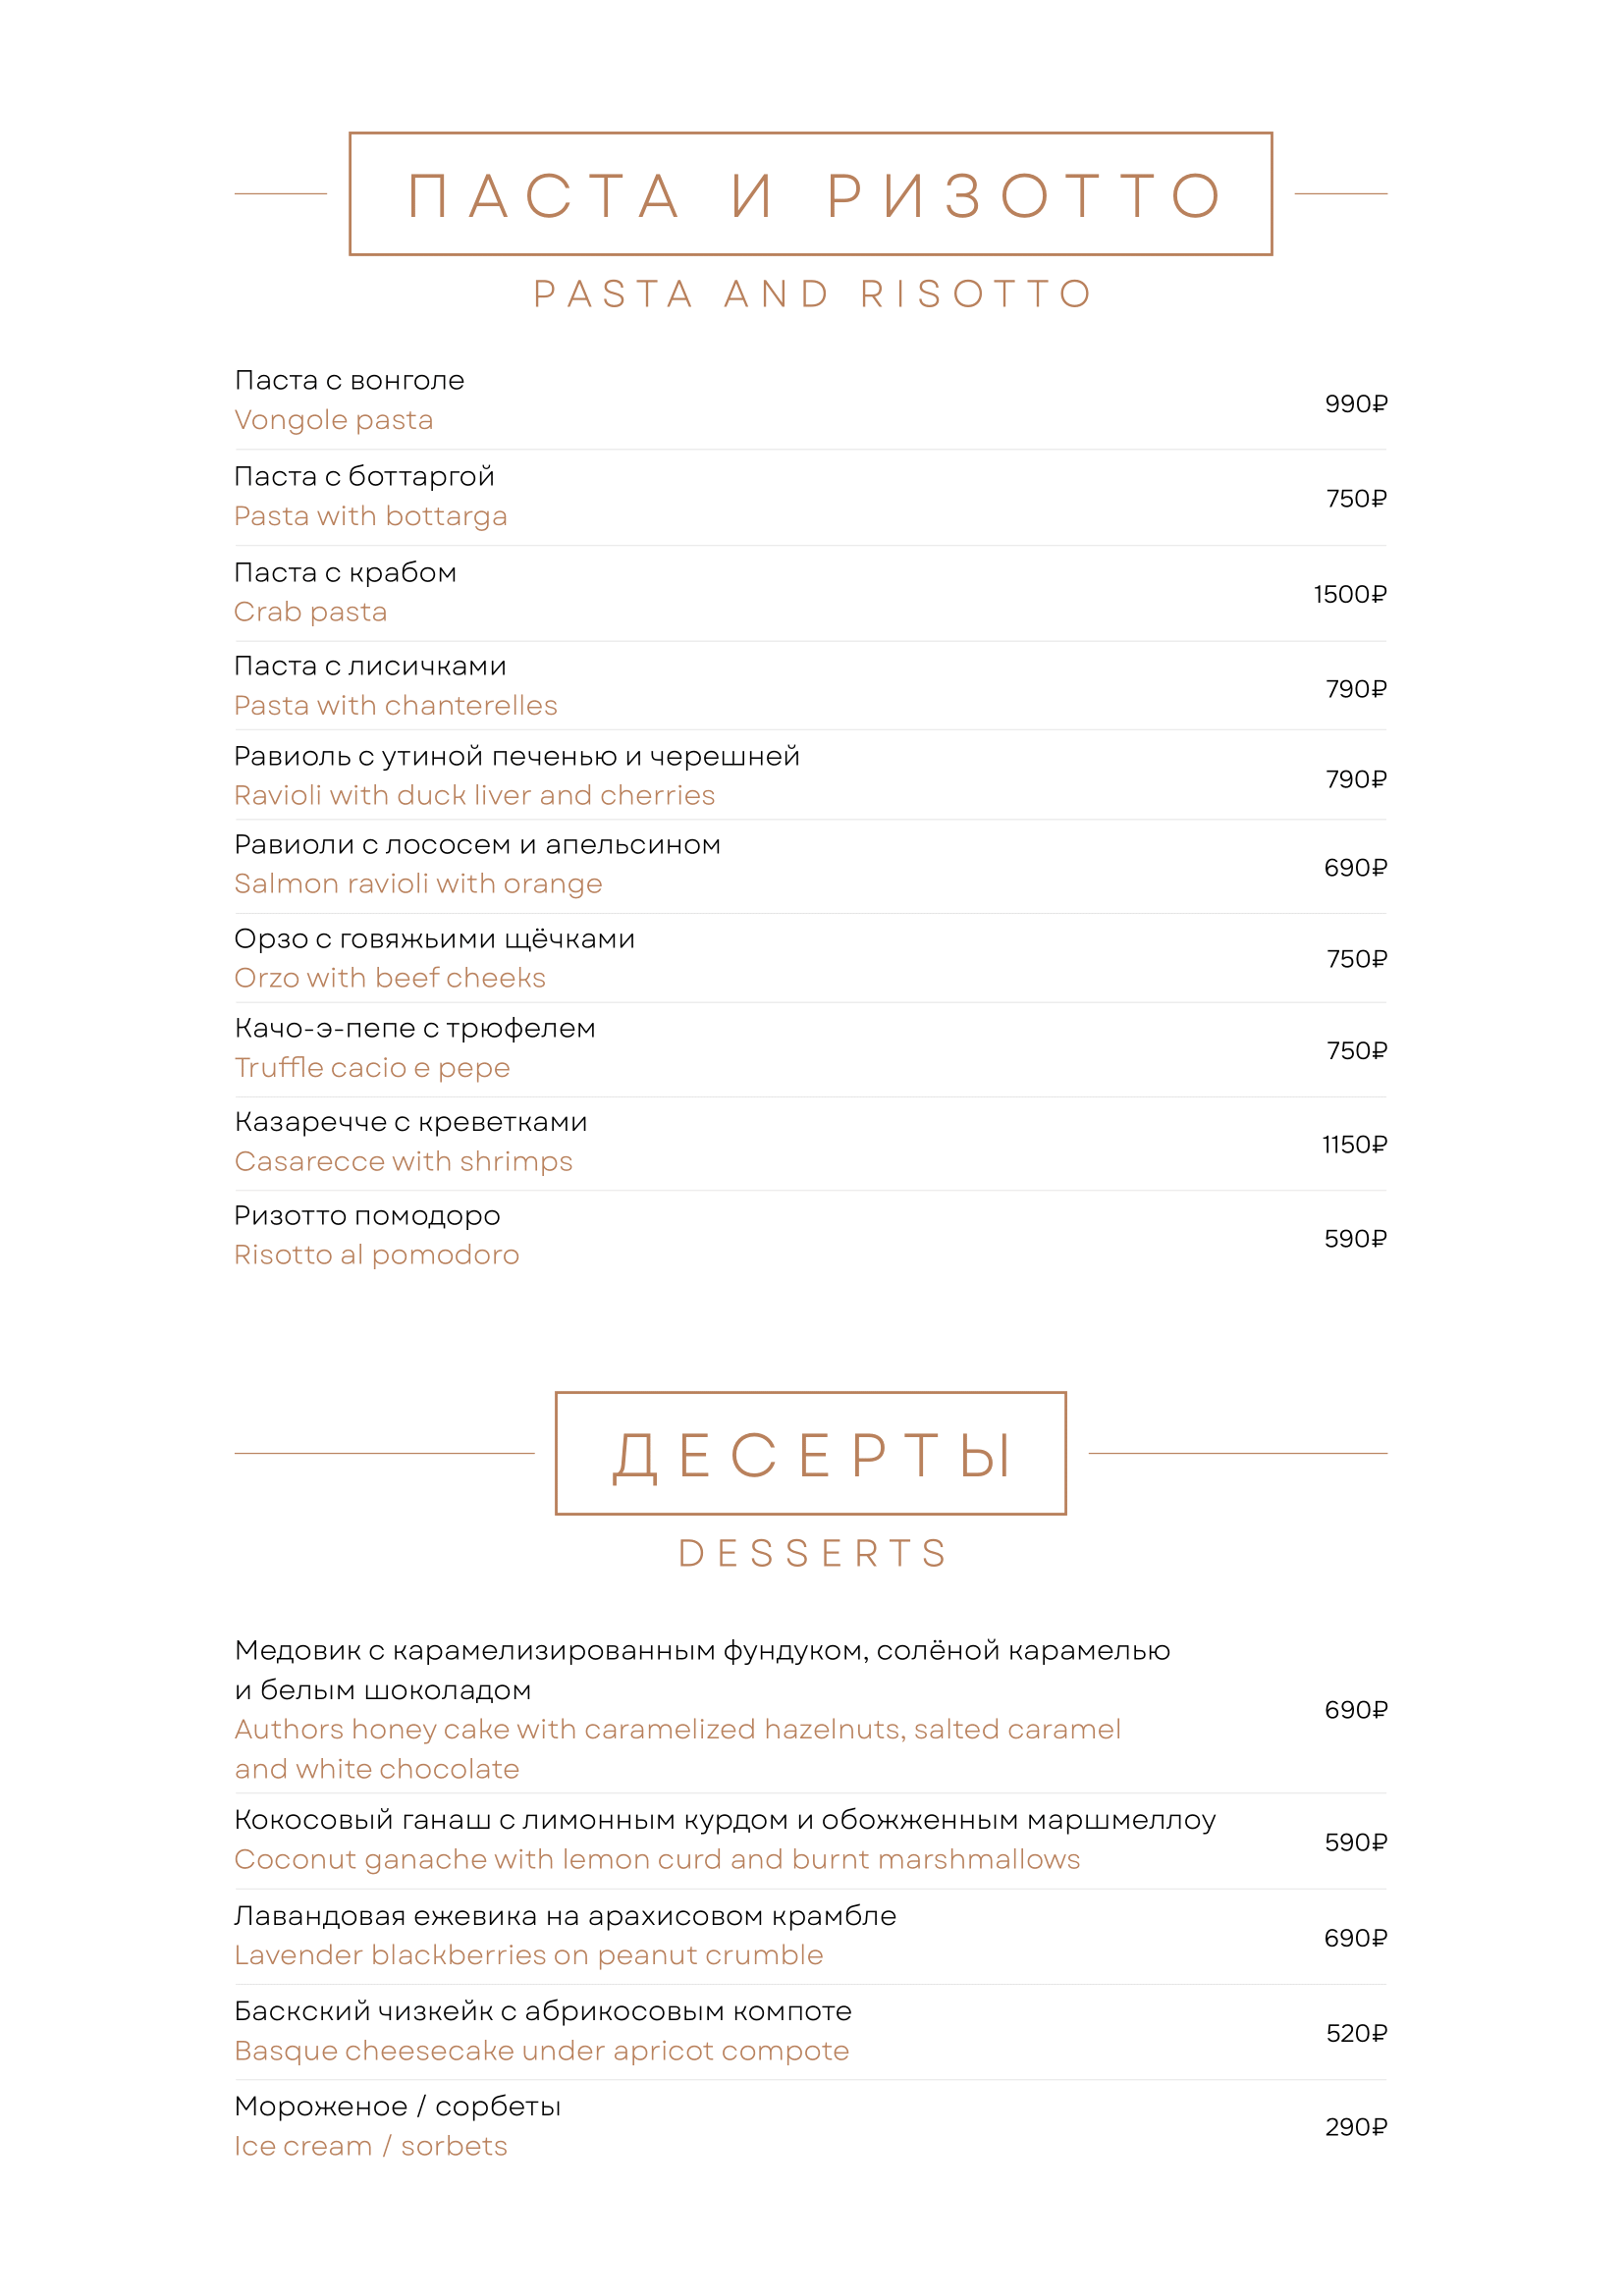 ПАСТА И РИЗОТТО
PASTA AND RISOTTO
Паста с вонголе
Vongole pasta
990₽
Паста с боттаргой
Pasta with bottarga
750₽
Паста с крабом
Crab pasta
1500₽
Паста с лисичками
Pasta with chanterelles
790₽
Равиоль с утиной печенью и черешней
Ravioli with duck liver and cherries
790₽
Равиоли с лососем и апельсином
Salmon ravioli with orange
690₽
Орзо с говяжьими щёчками
Orzo with beef cheeks
750₽
Качо-э-пепе с трюфелем
Truffle cacio e pepe
750₽
Казаречче с креветками
Casarecce with shrimps
1150₽
Ризотто помодоро
Risotto al pomodoro
590₽
ДЕСЕРТЫ
DESSERTS
Медовик с карамелизированным фундуком, солёной карамелью
и белым шоколадом
Authors honey cake with caramelized hazelnuts, salted caramel
and white chocolate
690₽
Кокосовый ганаш с лимонным курдом и обожженным маршмеллоу
Coconut ganache with lemon curd and burnt marshmallows
590₽
Лавандовая ежевика на арахисовом крамбле
Lavender blackberries on peanut crumble
690₽
Баскский чизкейк с абрикосовым компоте
Basque cheesecake under apricot compote
520₽
Мороженое / сорбеты
Ice cream / sorbets
290₽